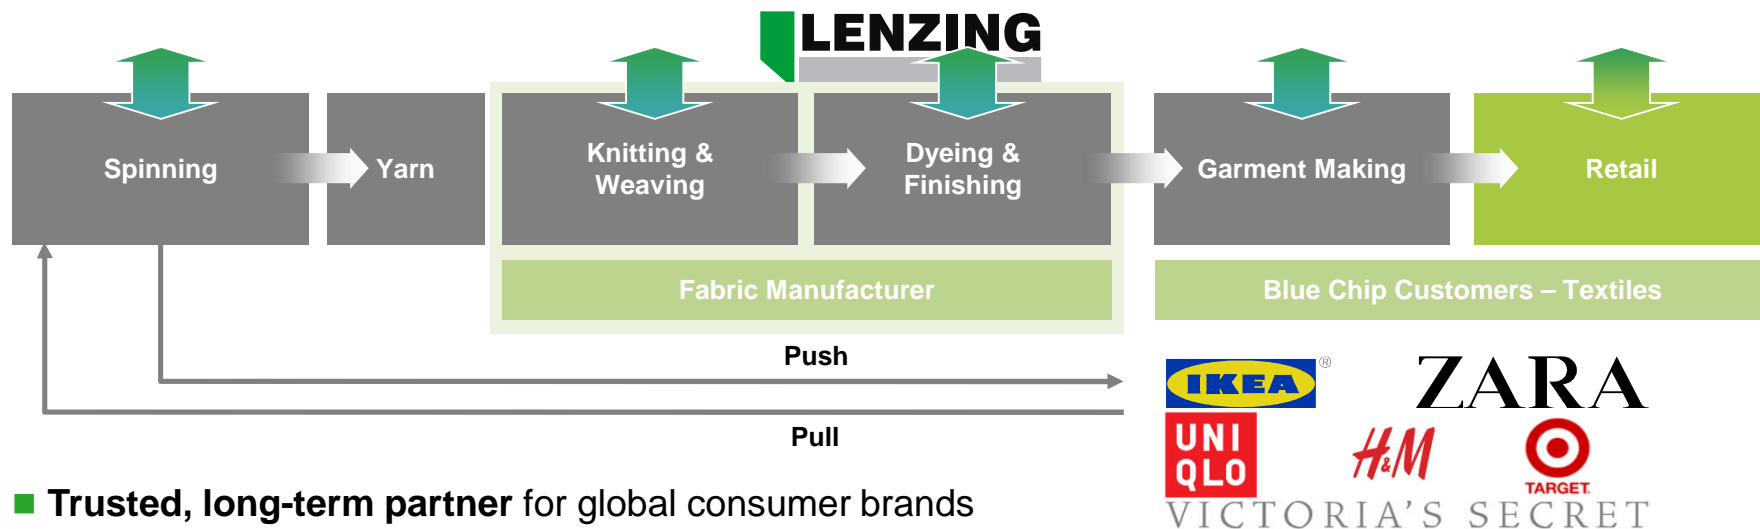 LENZING
Spinning
Yarn
Knitting &
Weaving
Dyeing &
Finishing
Garment Making
Retail
Fabric Manufacturer
Blue Chip Customers – Textiles
Push
Pull
IKEA ®
ZARA
UNI
QLO
H&M
TARGET.
VICTORIA'S SECRET
Trusted, long-term partner for global consumer brands